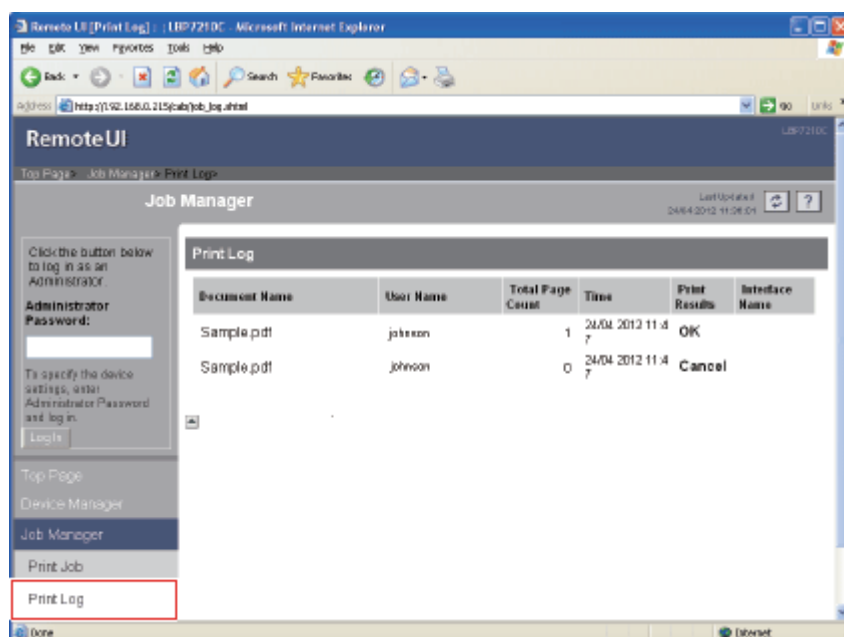 Remote UI [Print Log] : : LBP7210C - Microsoft Internet Explorer
File Edit View Favorites Tools Help
Back Search Favorites
Address http://192.168.0.215/cab/job_log.shtml Go Links
Remote UI
LBP7210C
Top Page> Job Manager> Print Log>
Job Manager
Last Updated
24/04 2012 11:
?
Click the button below
to log in as an
Administrator.
Administrator
Password:
To specify the device
settings, enter
Administrator Password
and log in.
Log In
Top Page
Device Manager
Job Manager
Print Job
Print Log
Print Log
Document Name User Name Total Page Count Time Print Results Interface Name
Sample.pdf johnson 1 24/04 2012 11:47 OK
Sample.pdf johnson 0 24/04 2012 11:47 Cancel
Done Internet